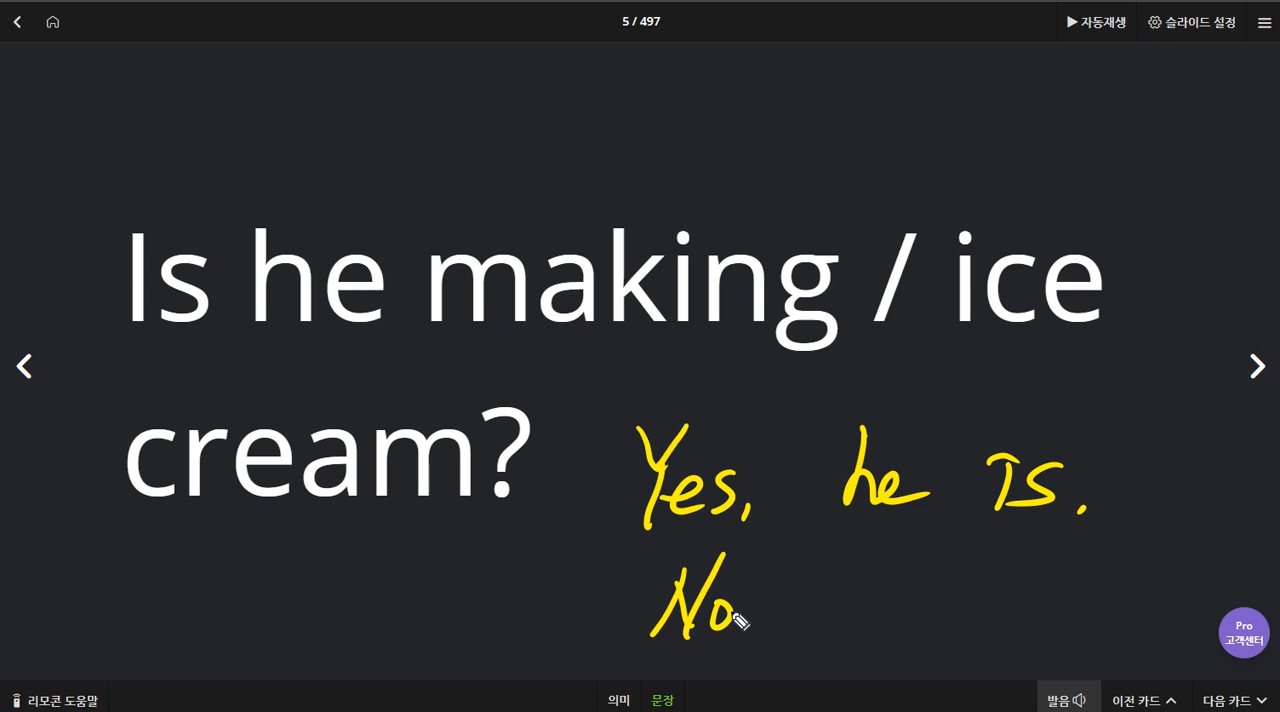 5 / 497
자동재생
슬라이드 설정
Is he making / ice
cream?
Yes, he is.
No
Pro
고객센터
리모콘 도움말
의미
문장
발음
이전 카드
다음 카드